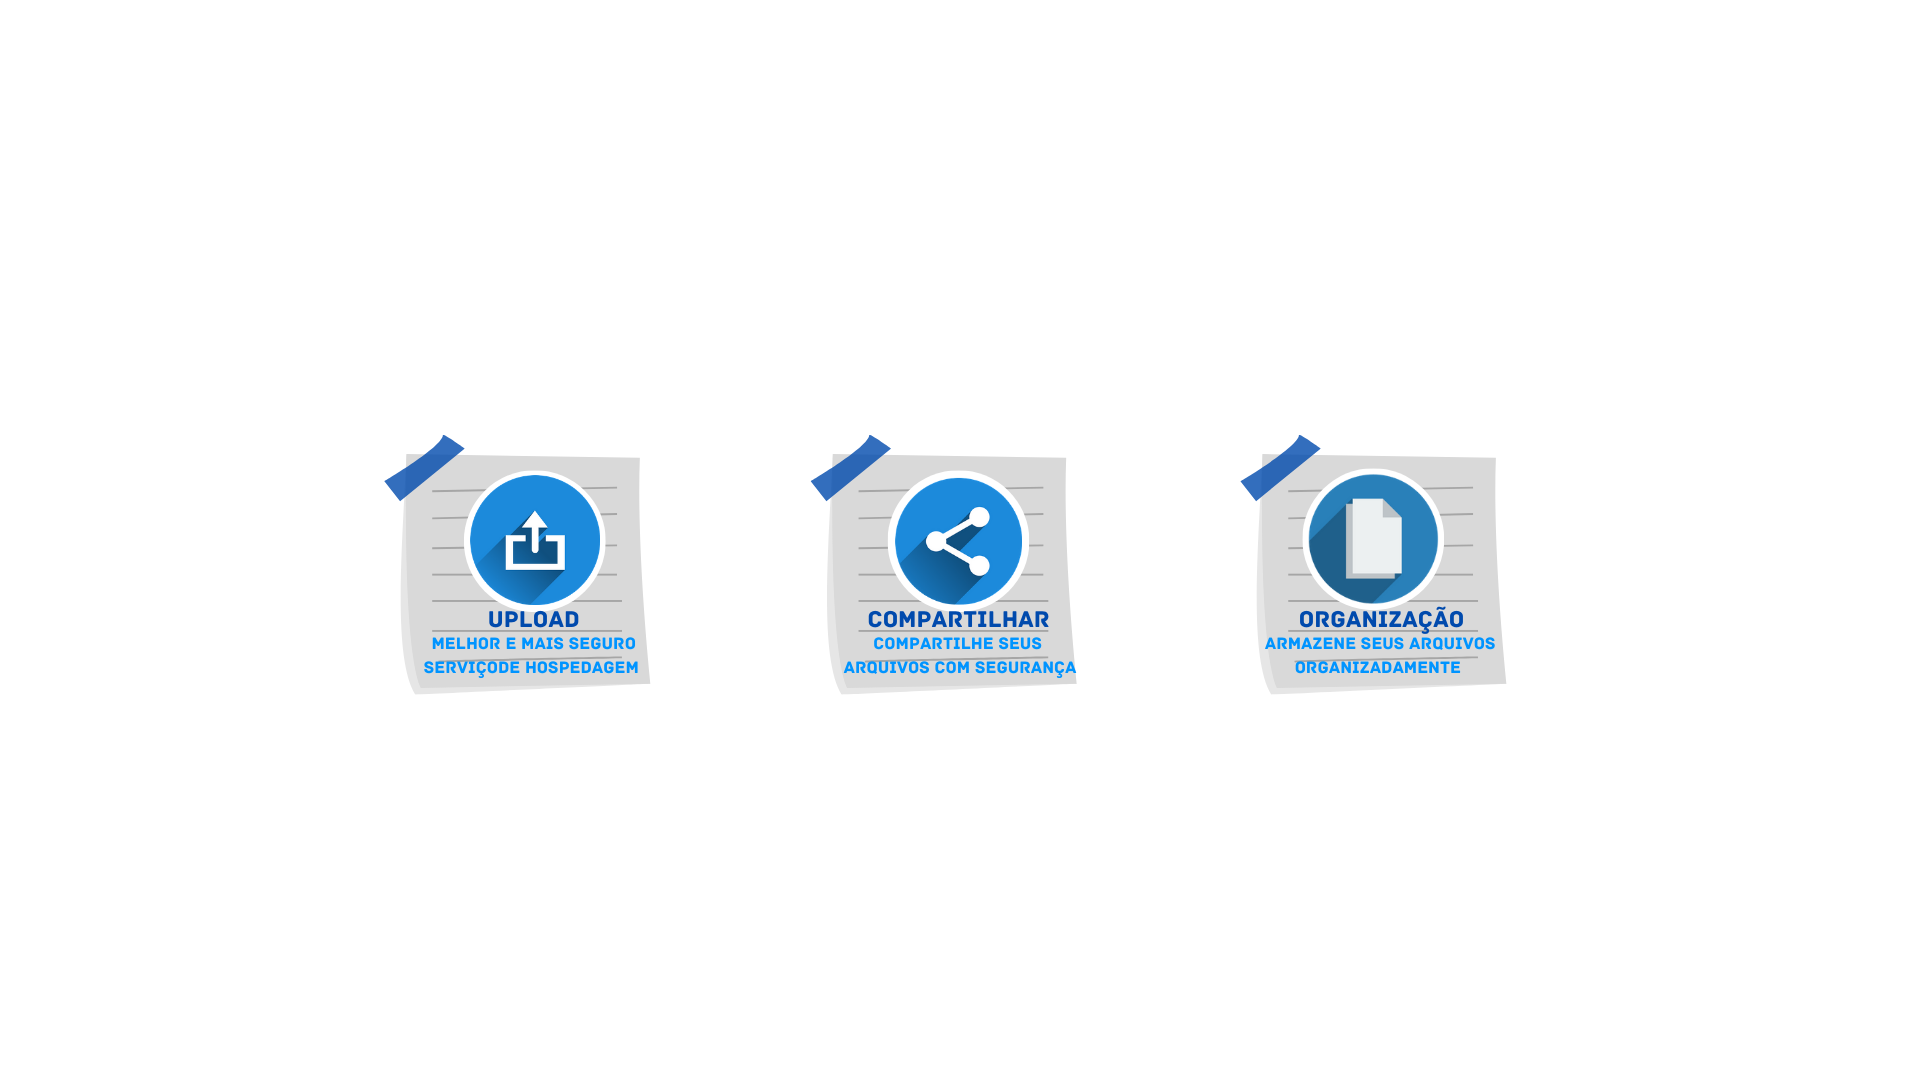 UPLOAD
MELHOR E MAIS SEGURO
SERVIÇODE HOSPEDAGEM
COMPARTILHAR
COMPARTILHE SEUS
ARQUIVOS COM SEGURANÇA
ORGANIZAÇÃO
ARMAZENE SEUS ARQUIVOS
ORGANIZADAMENTE